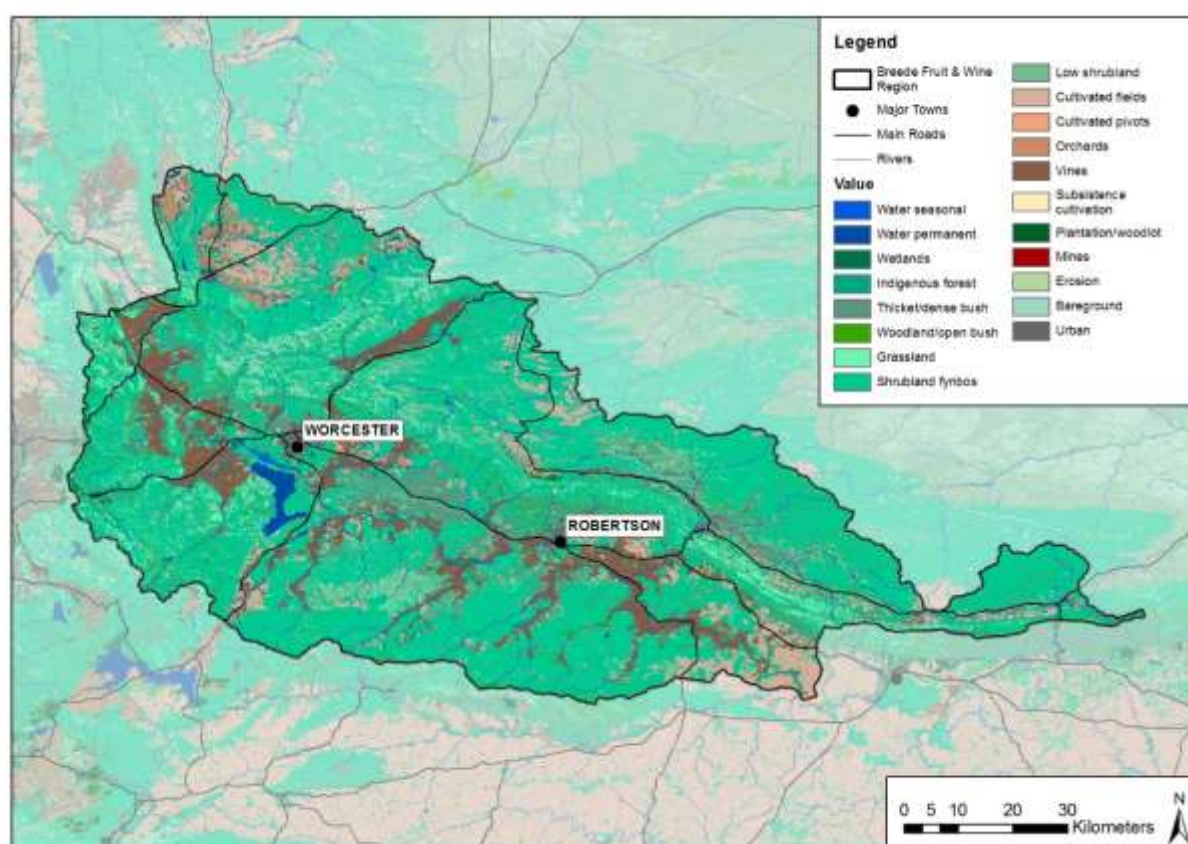 Legend
Breede Fruit & Wine
Region
Major Towns
Main Roads
Rivers
Value
Water seasonal
Water permanent
Wetlands
Indigenous forest
Thicket/dense bush
Woodland/open bush
Grassland
Shrubland fynbos
Low shrubland
Cultivated fields
Cultivated pivots
Orchards
Vines
Subsistence
cultivation
Plantation/woodlot
Mines
Erosion
Bareground
Urban
WORCESTER
ROBERTSON
0 5 10 20 30
Kilometers
N